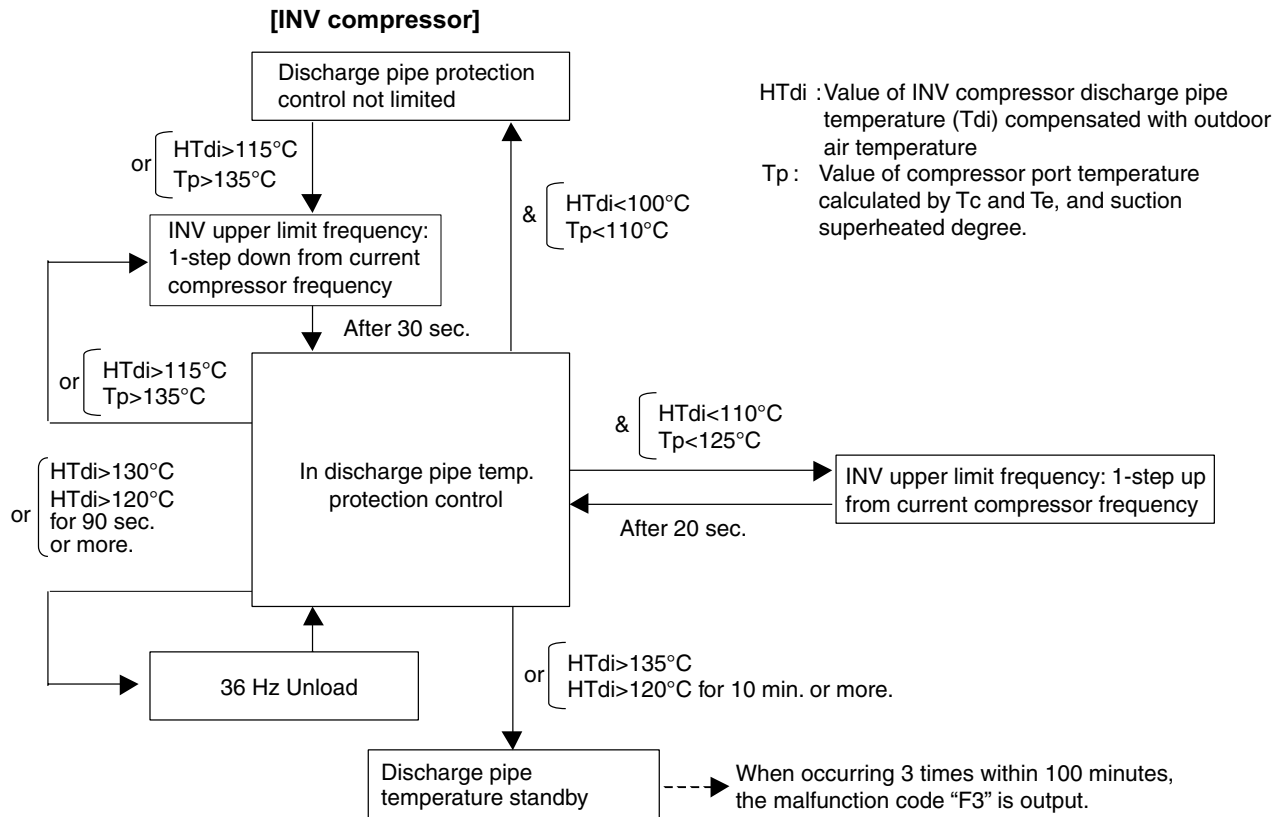 [INV compressor]
Discharge pipe protection
control not limited
HTdi : Value of INV compressor discharge pipe
temperature (Tdi) compensated with outdoor
air temperature
Tp : Value of compressor port temperature
calculated by Tc and Te, and suction
superheated degree.
or
HTdi>115°C
Tp>135°C
&
HTdi<100°C
Tp<110°C
INV upper limit frequency:
1-step down from current
compressor frequency
After 30 sec.
or
HTdi>115°C
Tp>135°C
In discharge pipe temp.
protection control
&
HTdi<110°C
Tp<125°C
INV upper limit frequency: 1-step up
from current compressor frequency
After 20 sec.
or
HTdi>130°C
HTdi>120°C
for 90 sec.
or more.
36 Hz Unload
or
HTdi>135°C
HTdi>120°C for 10 min. or more.
Discharge pipe
temperature standby
When occurring 3 times within 100 minutes,
the malfunction code “F3” is output.